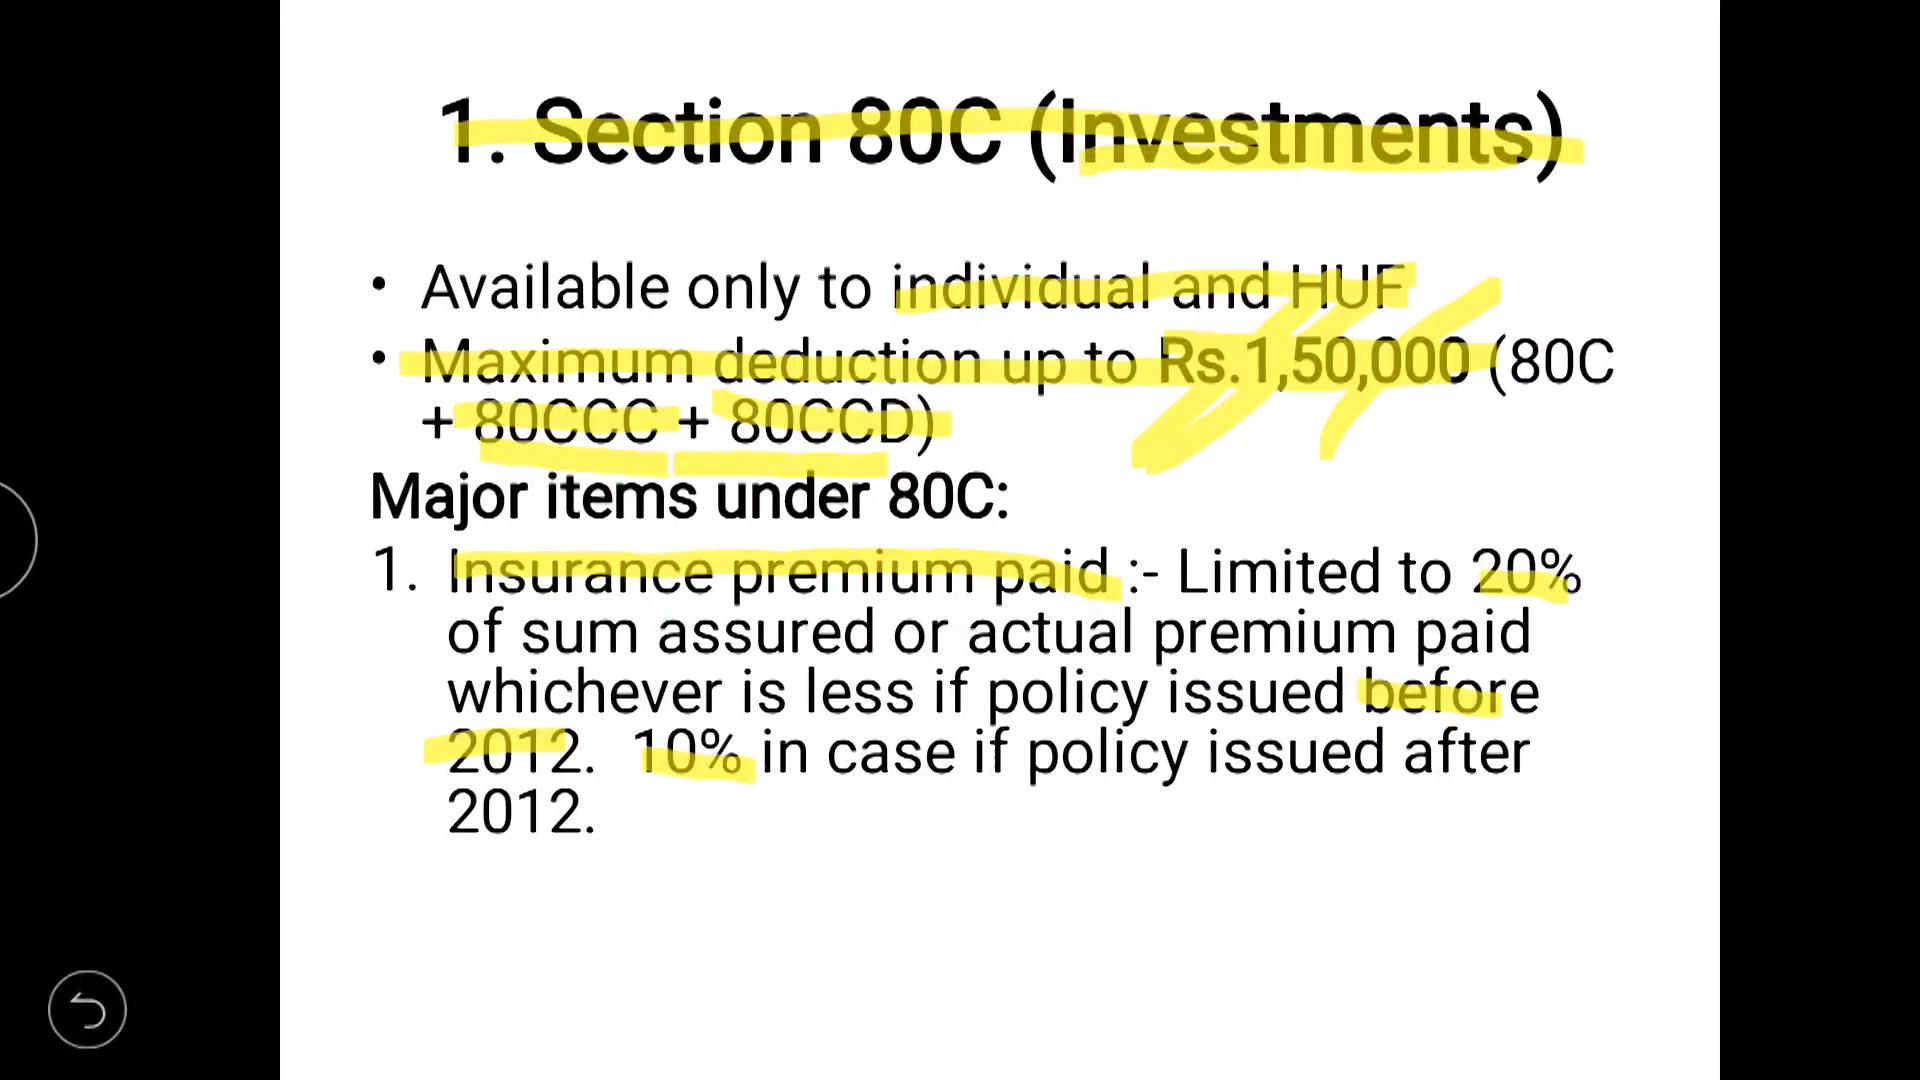 1. Section 80C (Investments)
• Available only to individual and HUF
• Maximum deduction up to Rs.1,50,000 (80C
+ 80CCC + 80CCD)
Major items under 80C:
1. Insurance premium paid :- Limited to 20%
of sum assured or actual premium paid
whichever is less if policy issued before
2012. 10% in case if policy issued after
2012.